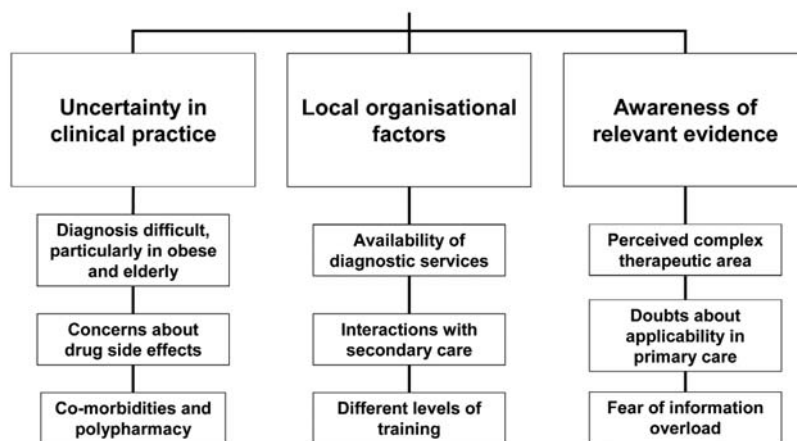 Uncertainty in
clinical practice
Diagnosis difficult,
particularly in obese
and elderly
Concerns about
drug side effects
Co-morbidities and
polypharmacy
Local organisational
factors
Availability of
diagnostic services
Interactions with
secondary care
Different levels of
training
Awareness of
relevant evidence
Perceived complex
therapeutic area
Doubts about
applicability in
primary care
Fear of information
overload